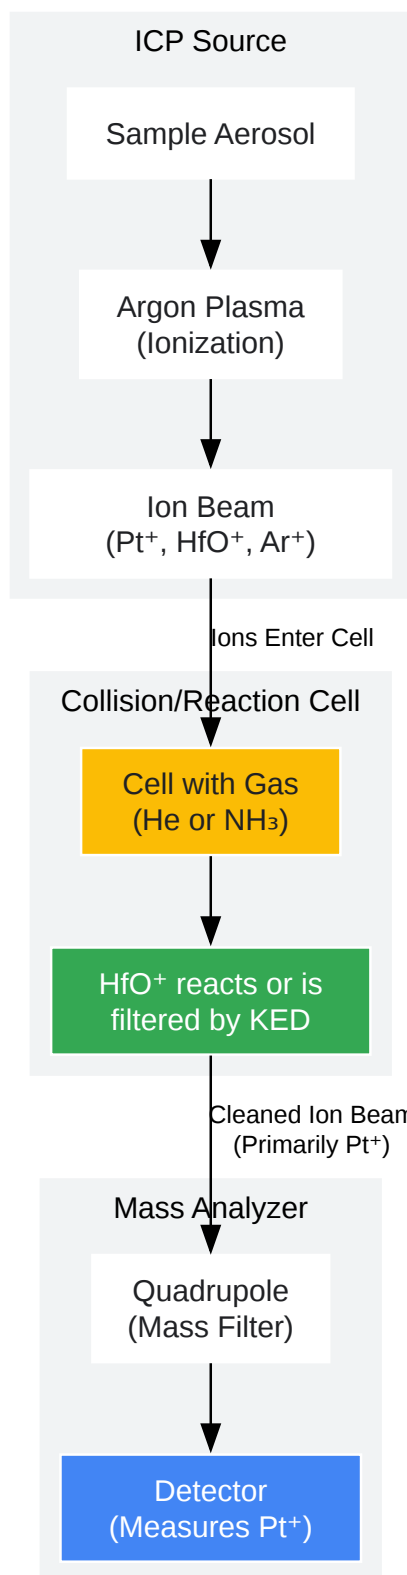 ICP Source
Sample Aerosol
Argon Plasma
(Ionization)
Ion Beam
(Pt⁺, HfO⁺, Ar⁺)
Ions Enter Cell
Collision/Reaction Cell
Cell with Gas
(He or NH₃)
HfO⁺ reacts or is
filtered by KED
Cleaned Ion Beam
(Primarily Pt⁺)
Mass Analyzer
Quadrupole
(Mass Filter)
Detector
(Measures Pt⁺)